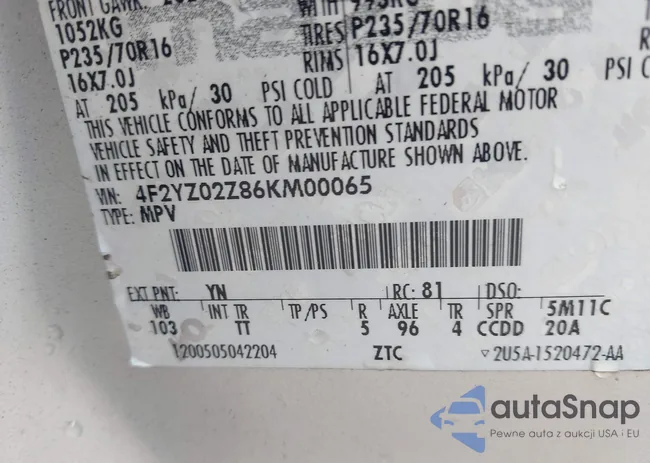 FRONT GAWR:
1052KG WITH 993KG
P235/70R16 TIRES P235/70R16
16X7.0J RIMS 16X7.0J
AT 205 kPa/ 30 PSI COLD AT 205 kPa/ 30 PSI C
THIS VEHICLE CONFORMS TO ALL APPLICABLE FEDERAL MOTOR
VEHICLE SAFETY AND THEFT PREVENTION STANDARDS
IN EFFECT ON THE DATE OF MANUFACTURE SHOWN ABOVE.
VIN: 4F2YZ02Z86KM00065
TYPE: MPV
EXT PNT: YN RC: 81 DSO:
WB INT TR TP/PS R AXLE TR SPR 5M11C
103 TT 5 96 4 CCDD 20A
1200505042204 ZTC ▽2U5A-1520472-AA
autaSnap
Pewne auta z aukcji USA i EU